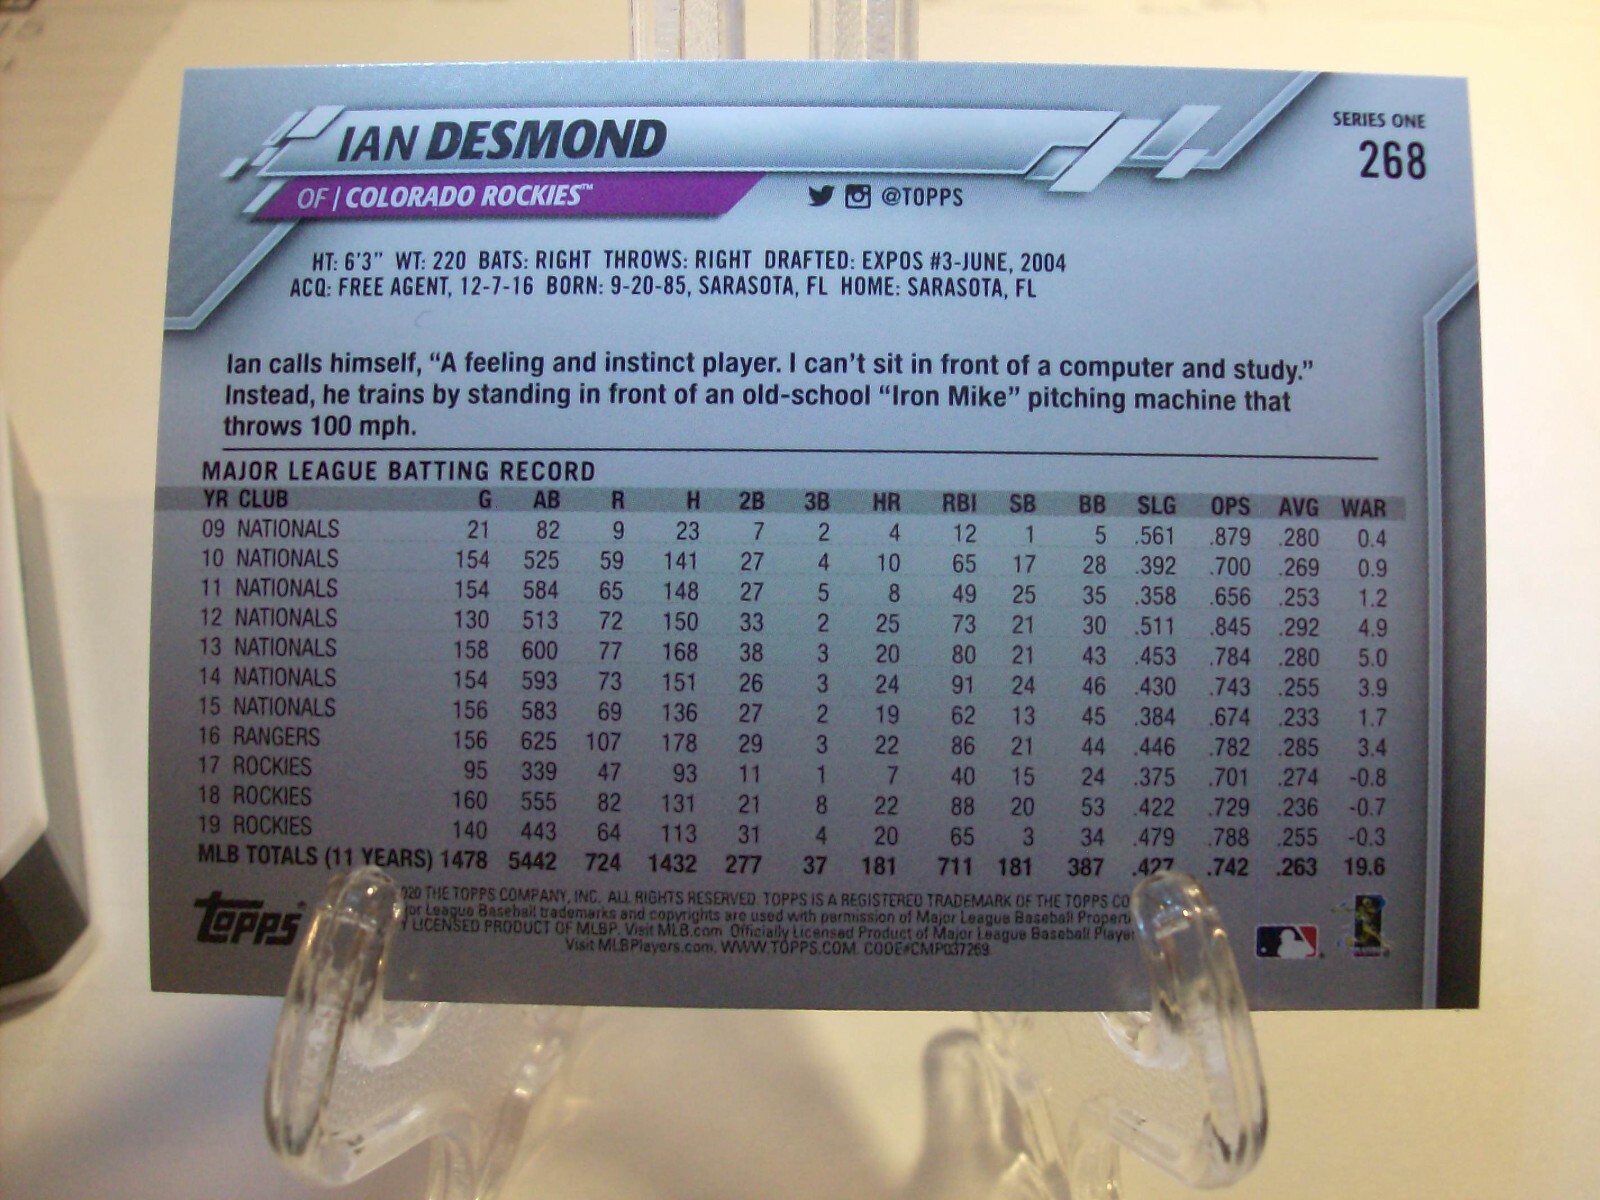 IAN DESMOND
SERIES ONE
268
OF | COLORADO ROCKIES™
@TOPPS
HT: 6'3" WT: 220 BATS: RIGHT THROWS: RIGHT DRAFTED: EXPOS #3-JUNE, 2004
ACQ: FREE AGENT, 12-7-16 BORN: 9-20-85, SARASOTA, FL HOME: SARASOTA, FL
Ian calls himself, “A feeling and instinct player. I can’t sit in front of a computer and study.”
Instead, he trains by standing in front of an old-school “Iron Mike” pitching machine that
throws 100 mph.
MAJOR LEAGUE BATTING RECORD
YR CLUB G AB R H 2B 3B HR RBI SB BB SLG OPS AVG WAR
09 NATIONALS 21 82 9 23 7 2 4 12 1 5 .561 .879 .280 0.4
10 NATIONALS 154 525 59 141 27 4 10 65 17 28 .392 .700 .269 0.9
11 NATIONALS 154 584 65 148 27 5 8 49 25 35 .358 .656 .253 1.2
12 NATIONALS 130 513 72 150 33 2 25 73 21 30 .511 .845 .292 4.9
13 NATIONALS 158 600 77 168 38 3 20 80 21 43 .453 .784 .280 5.0
14 NATIONALS 154 593 73 151 26 3 24 91 24 46 .430 .743 .255 3.9
15 NATIONALS 156 583 69 136 27 2 19 62 13 45 .384 .674 .233 1.7
16 RANGERS 156 625 107 178 29 3 22 86 21 44 .446 .782 .285 3.4
17 ROCKIES 95 339 47 93 11 1 7 40 15 24 .375 .701 .274 -0.8
18 ROCKIES 160 555 82 131 21 8 22 88 20 53 .422 .729 .236 -0.7
19 ROCKIES 140 443 64 113 31 4 20 65 3 34 .479 .788 .255 -0.3
MLB TOTALS (11 YEARS) 1478 5442 724 1432 277 37 181 711 181 387 .427 .742 .263 19.6
topps®
020 THE TOPPS COMPANY, INC. ALL RIGHTS RESERVED. TOPPS IS A REGISTERED TRADEMARK OF THE TOPPS CO
jor League Baseball trademarks and copyrights are used with permission of Major League Baseball Properti
LICENSED PRODUCT OF MLBP. Visit MLB.com Officially Licensed Product of Major League Baseball Player
Visit MLBPlayers.com. WWW.TOPPS.COM. CODE#CMP037269